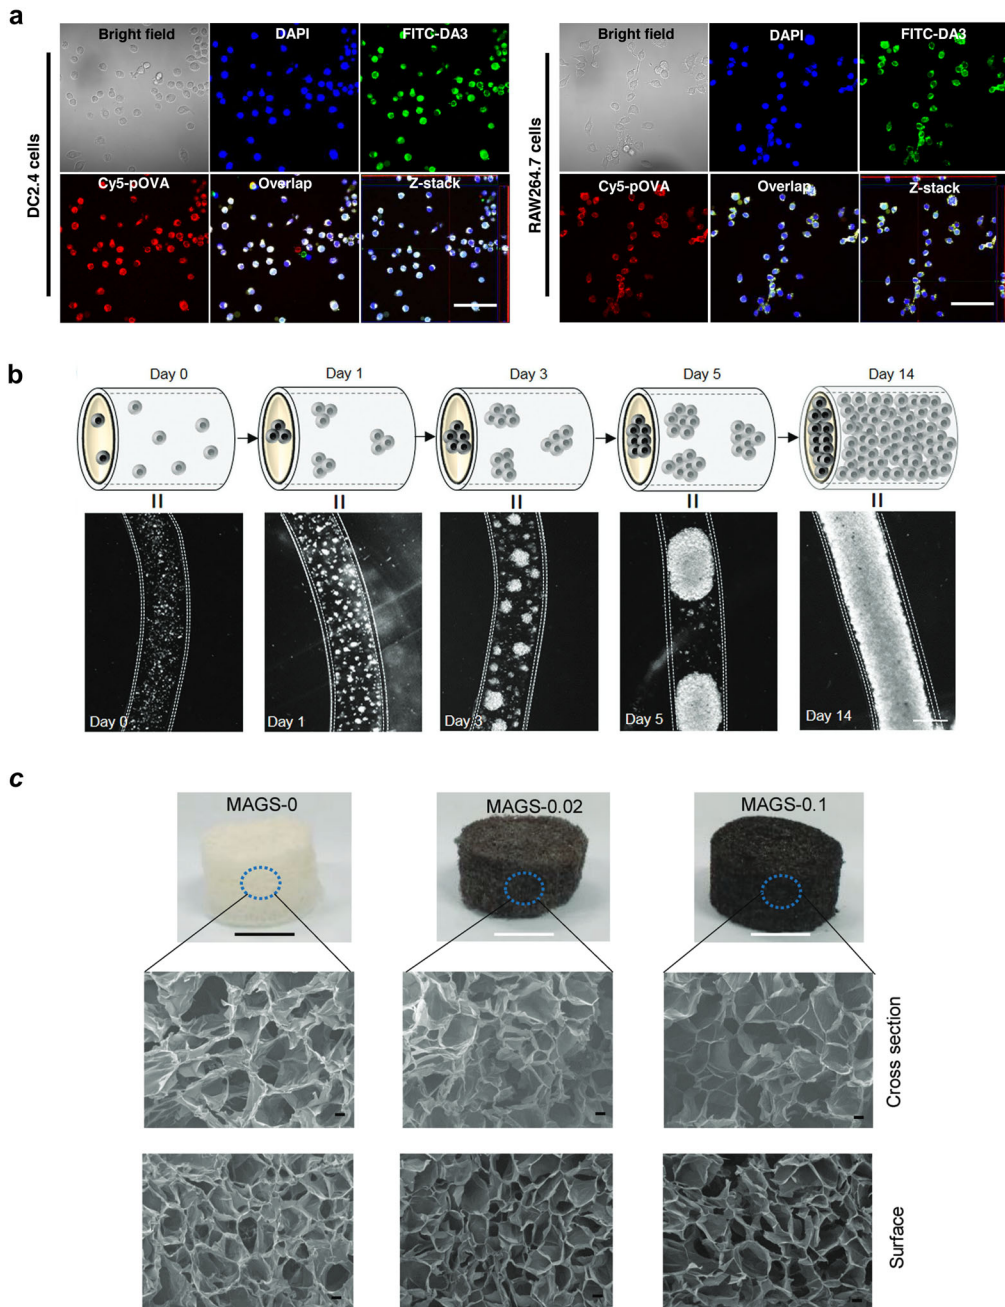 a
DC2.4 cells
Bright field
DAPI
FITC-DA3
Cy5-pOVA
Overlap
Z-stack
RAW264.7 cells
Bright field
DAPI
FITC-DA3
Cy5-pOVA
Overlap
Z-stack
b
Day 0
Day 1
Day 3
Day 5
Day 14
Day 0
Day 1
Day 3
Day 5
Day 14
c
MAGS-0
MAGS-0.02
MAGS-0.1
Cross section
Surface